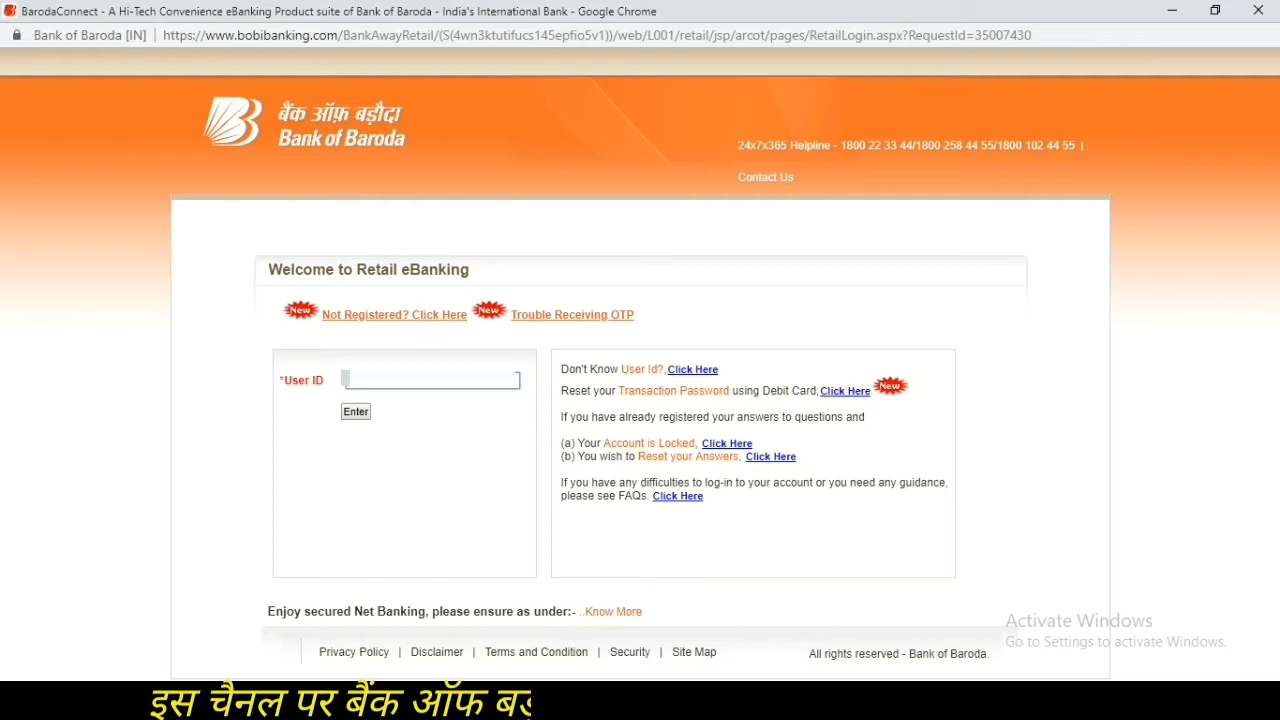 BarodaConnect - A Hi-Tech Convenience eBanking Product suite of Bank of Baroda - India's International Bank - Google Chrome
Bank of Baroda [IN] | https://www.bobibanking.com/BankAwayRetail/(S(4wn3ktutifucs145epfio5v1))/web/L001/retail/jsp/arcot/pages/RetailLogin.aspx?RequestId=35007430
बैंक ऑफ़ बड़ौदा
Bank of Baroda
24x7x365 Helpline - 1800 22 33 44/1800 258 44 55/1800 102 44 55 |
Contact Us
Welcome to Retail eBanking
New Not Registered? Click Here New Trouble Receiving OTP
*User ID
Enter
Don't Know User Id?, Click Here
Reset your Transaction Password using Debit Card, Click Here New
If you have already registered your answers to questions and
(a) Your Account is Locked, Click Here
(b) You wish to Reset your Answers, Click Here
If you have any difficulties to log-in to your account or you need any guidance,
please see FAQs. Click Here
Enjoy secured Net Banking, please ensure as under:- ..Know More
Privacy Policy | Disclaimer | Terms and Condition | Security | Site Map
All rights reserved - Bank of Baroda.
Activate Windows
Go to Settings to activate Windows.
इस चैनल पर बैंक ऑफ